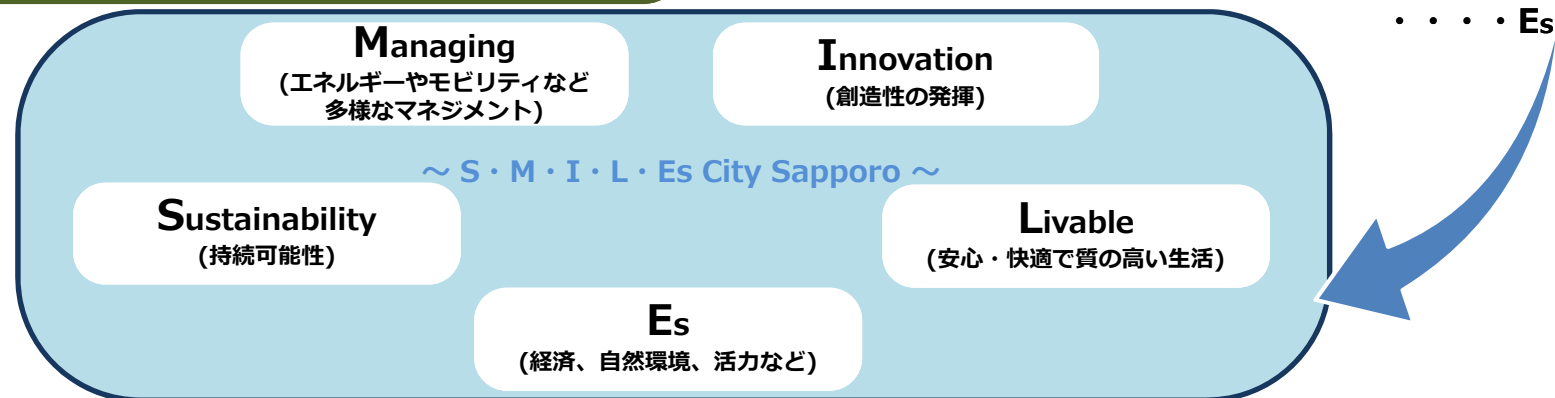 ・・・・Es
Managing
(エネルギーやモビリティなど
多様なマネジメント)
Innovation
(創造性の発揮)
～ S・M・I・L・Es City Sapporo ～
Sustainability
(持続可能性)
Livable
(安心・快適で質の高い生活)
Es
(経済、自然環境、活力など)